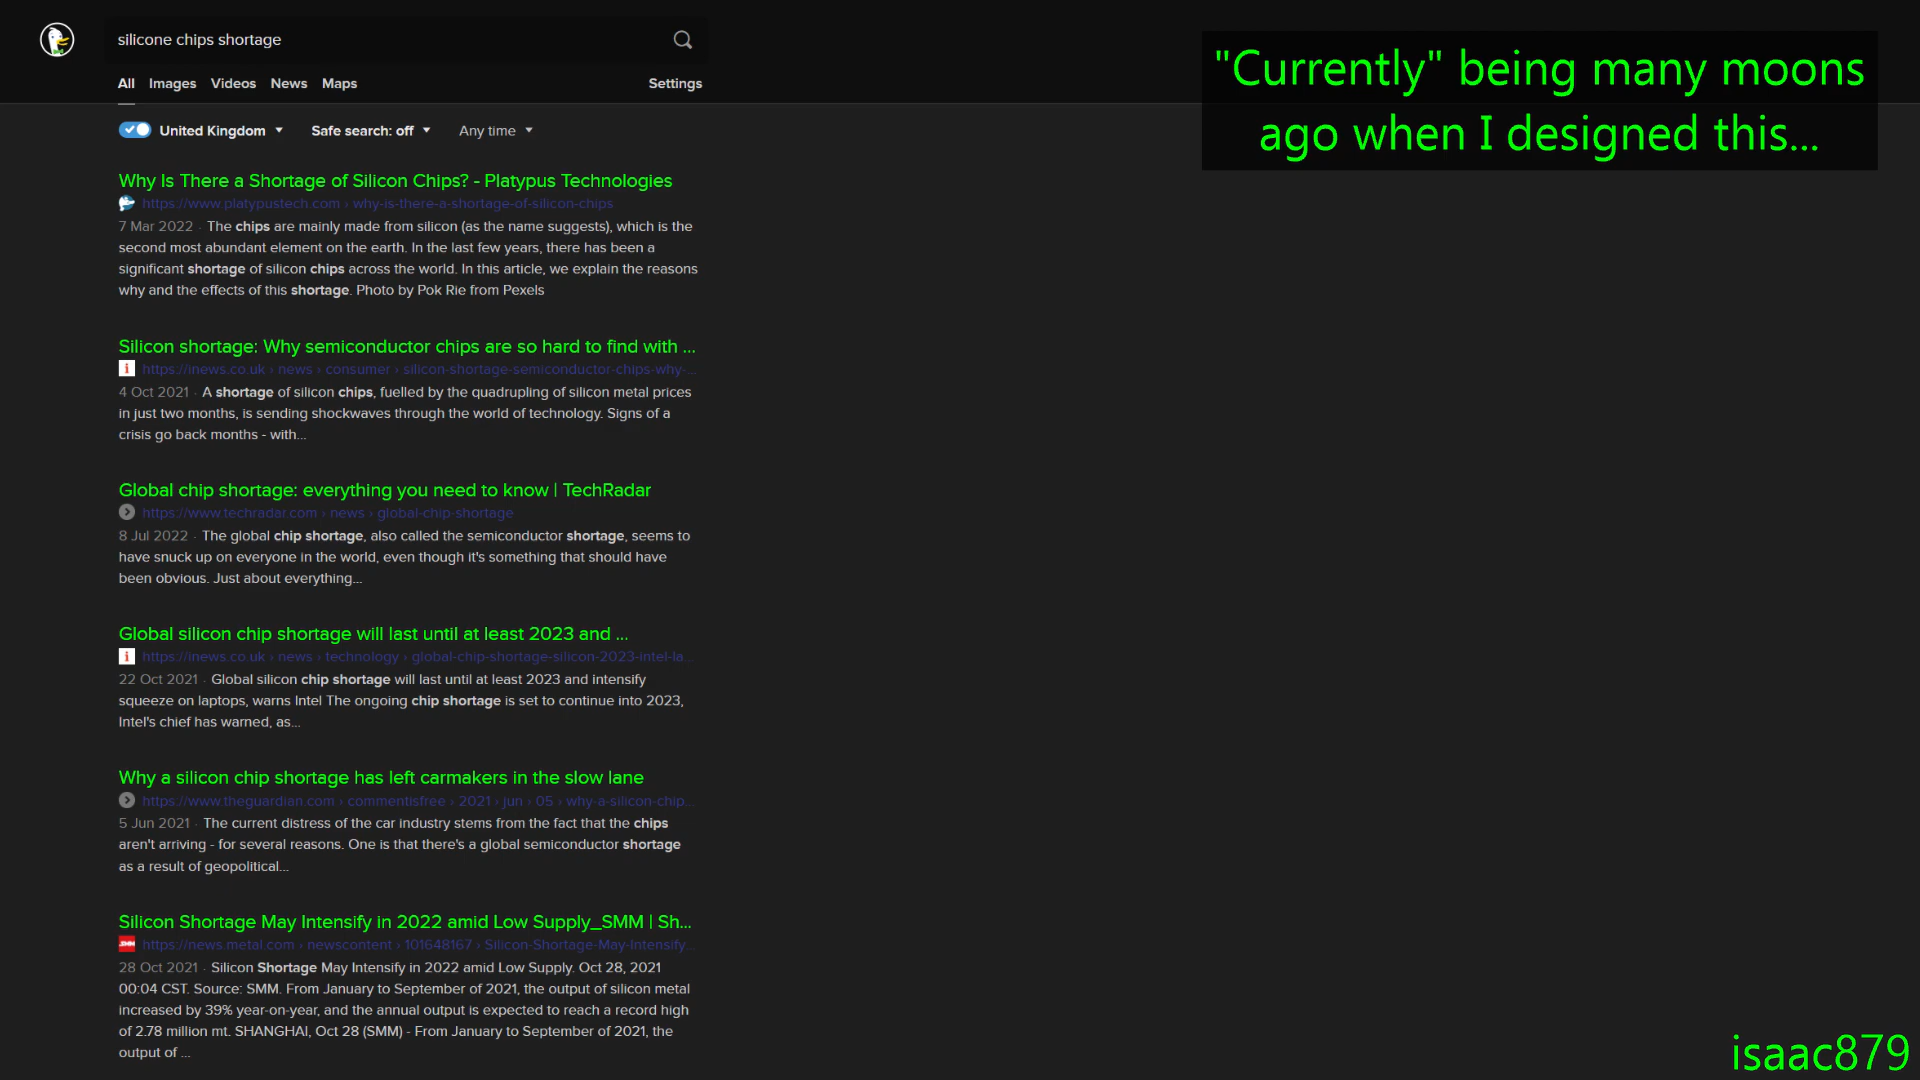 silicone chips shortage
"Currently" being many moons
ago when I designed this...
All Images Videos News Maps Settings
United Kingdom Safe search: off Any time
Why Is There a Shortage of Silicon Chips? - Platypus Technologies
https://www.platypustech.com › why-is-there-a-shortage-of-silicon-chips
7 Mar 2022 · The chips are mainly made from silicon (as the name suggests), which is the
second most abundant element on the earth. In the last few years, there has been a
significant shortage of silicon chips across the world. In this article, we explain the reasons
why and the effects of this shortage. Photo by Pok Rie from Pexels
Silicon shortage: Why semiconductor chips are so hard to find with ...
https://inews.co.uk › news › consumer › silicon-shortage-semiconductor-chips-why-...
4 Oct 2021 · A shortage of silicon chips, fuelled by the quadrupling of silicon metal prices
in just two months, is sending shockwaves through the world of technology. Signs of a
crisis go back months - with...
Global chip shortage: everything you need to know | TechRadar
https://www.techradar.com › news › global-chip-shortage
8 Jul 2022 · The global chip shortage, also called the semiconductor shortage, seems to
have snuck up on everyone in the world, even though it's something that should have
been obvious. Just about everything...
Global silicon chip shortage will last until at least 2023 and ...
https://inews.co.uk › news › technology › global-chip-shortage-silicon-2023-intel-la...
22 Oct 2021 · Global silicon chip shortage will last until at least 2023 and intensify
squeeze on laptops, warns Intel The ongoing chip shortage is set to continue into 2023,
Intel's chief has warned, as...
Why a silicon chip shortage has left carmakers in the slow lane
https://www.theguardian.com › commentisfree › 2021 › jun › 05 › why-a-silicon-chip...
5 Jun 2021 · The current distress of the car industry stems from the fact that the chips
aren't arriving - for several reasons. One is that there's a global semiconductor shortage
as a result of geopolitical...
Silicon Shortage May Intensify in 2022 amid Low Supply_SMM | Sh...
https://news.metal.com › newscontent › 101648167 › Silicon-Shortage-May-Intensify...
28 Oct 2021 · Silicon Shortage May Intensify in 2022 amid Low Supply. Oct 28, 2021
00:04 CST. Source: SMM. From January to September of 2021, the output of silicon metal
increased by 39% year-on-year, and the annual output is expected to reach a record high
of 2.78 million mt. SHANGHAI, Oct 28 (SMM) - From January to September of 2021, the
output of ...
isaac879